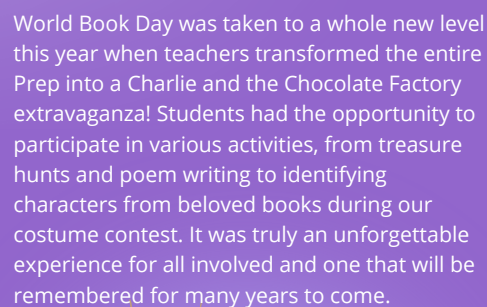 World Book Day was taken to a whole new level
this year when teachers transformed the entire
Prep into a Charlie and the Chocolate Factory
extravaganza! Students had the opportunity to
participate in various activities, from treasure
hunts and poem writing to identifying
characters from beloved books during our
costume contest. It was truly an unforgettable
experience for all involved and one that will be
remembered for many years to come.